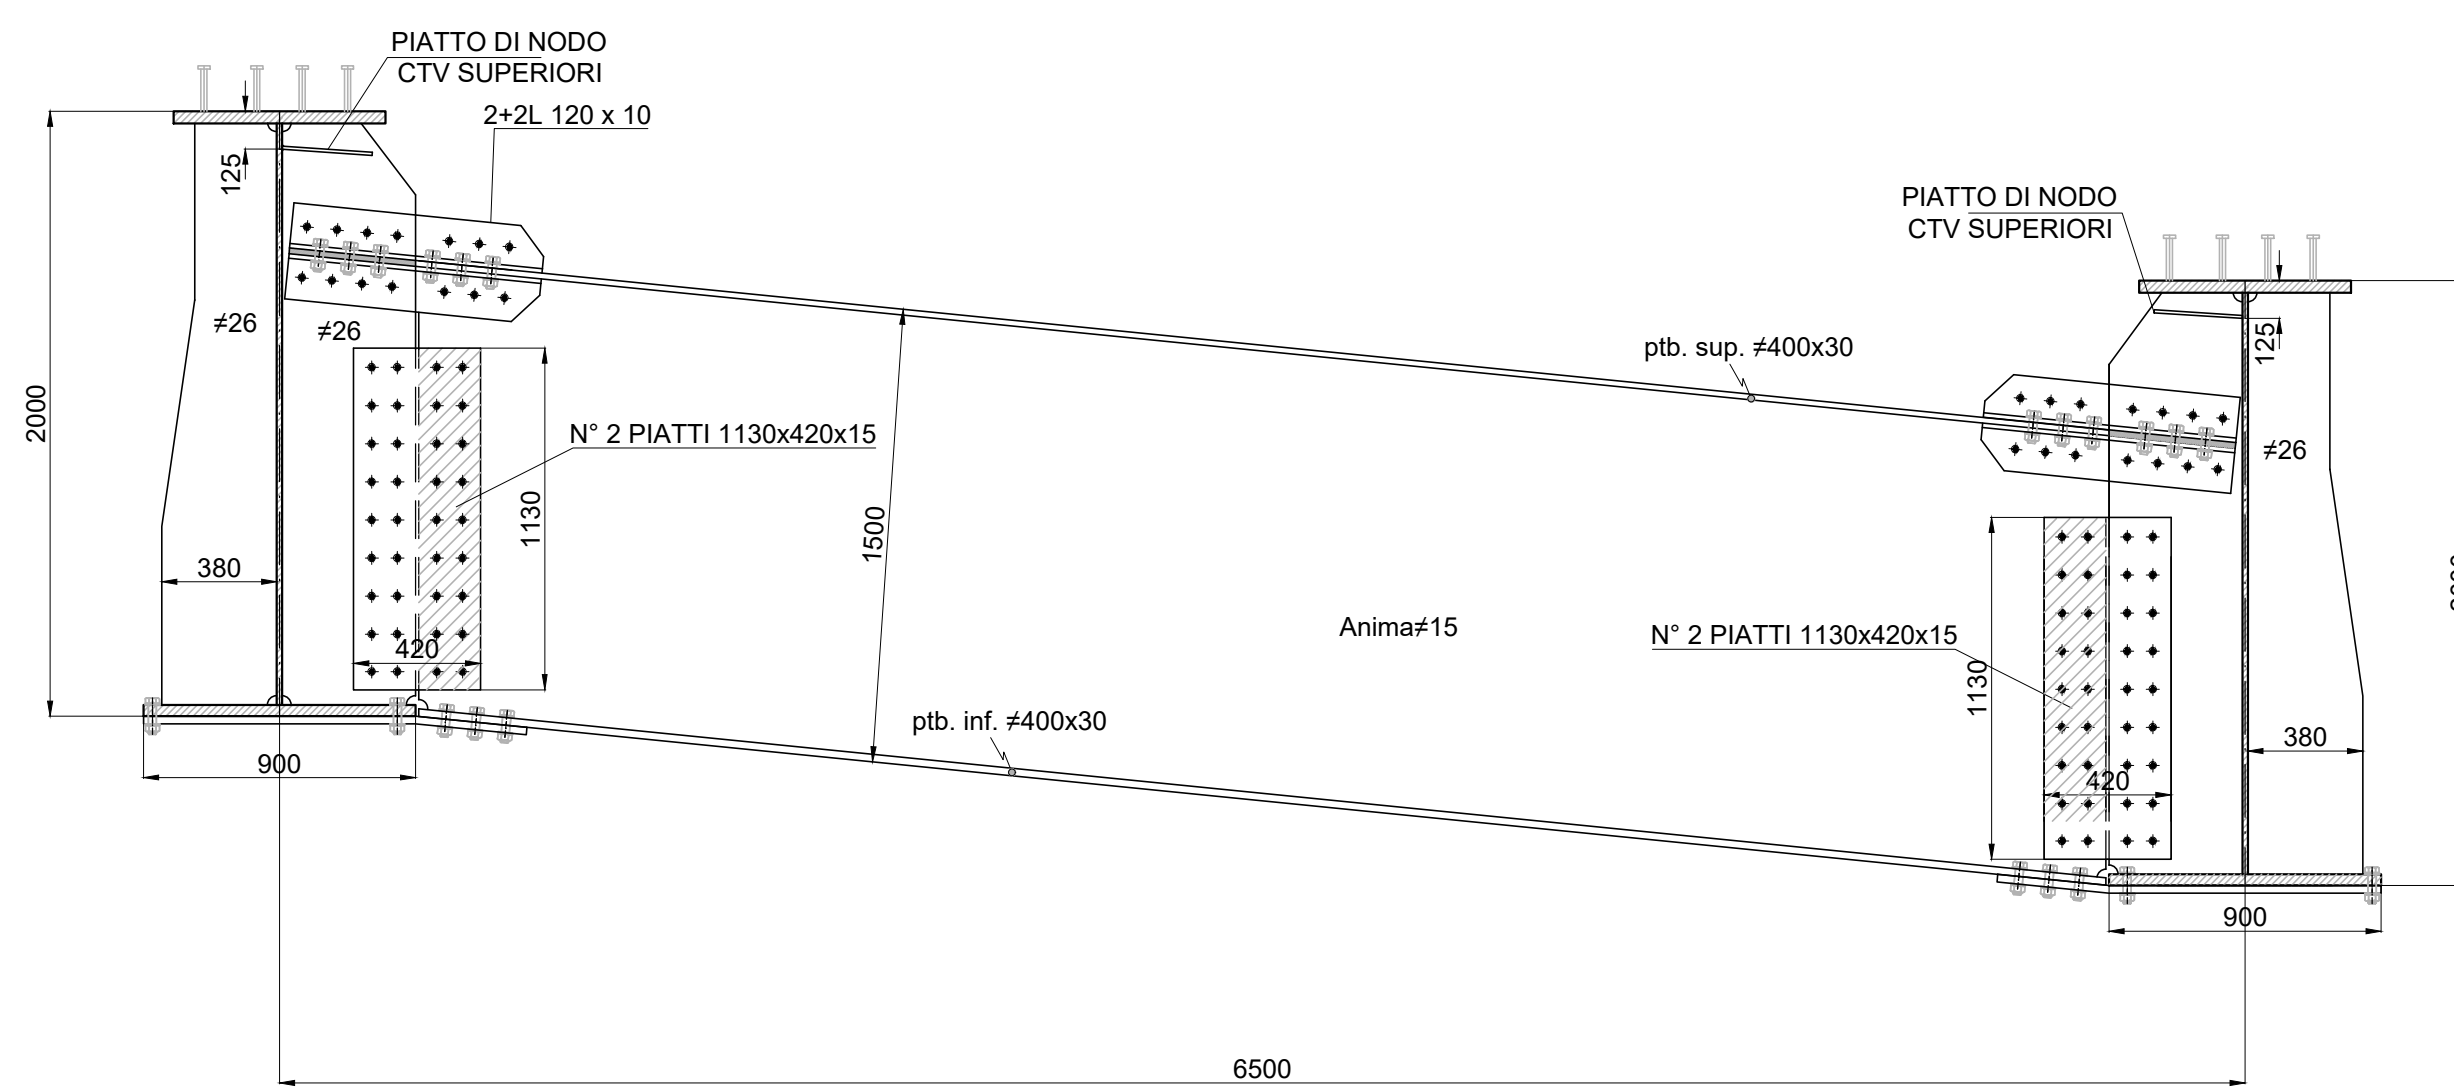 PIATTO DI NODO
CTV SUPERIORI
2+2L 120 x 10
125
PIATTO DI NODO
CTV SUPERIORI
≠26
≠26
125
ptb. sup. ≠400x30
2000
N° 2 PIATTI 1130x420x15
≠26
1130
1500
380
Anima≠15
N° 2 PIATTI 1130x420x15
420
1130
ptb. inf. ≠400x30
380
900
420
900
6500